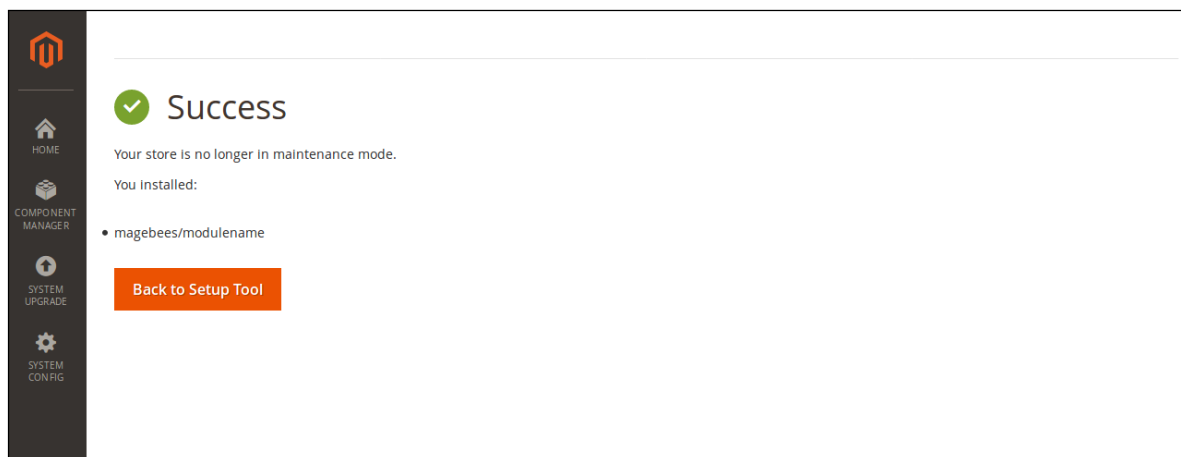 Success
Your store is no longer in maintenance mode.
You installed:
magebees/modulename
Back to Setup Tool
HOME
COMPONENT
MANAGER
SYSTEM
UPGRADE
SYSTEM
CONFIG